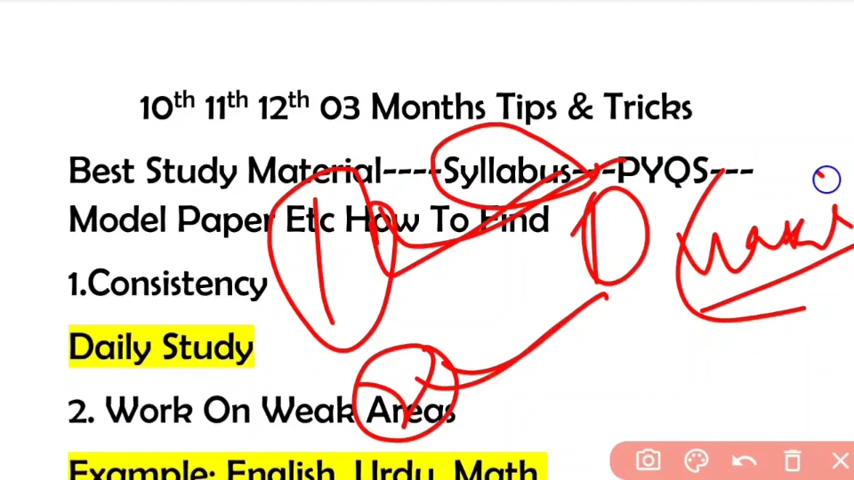 10th 11th 12th 03 Months Tips & Tricks
Best Study Material----Syllabus---PYQS---
Model Paper Etc How To Find
1.Consistency
Daily Study
2. Work On Weak Areas
Example: English, Urdu, Math